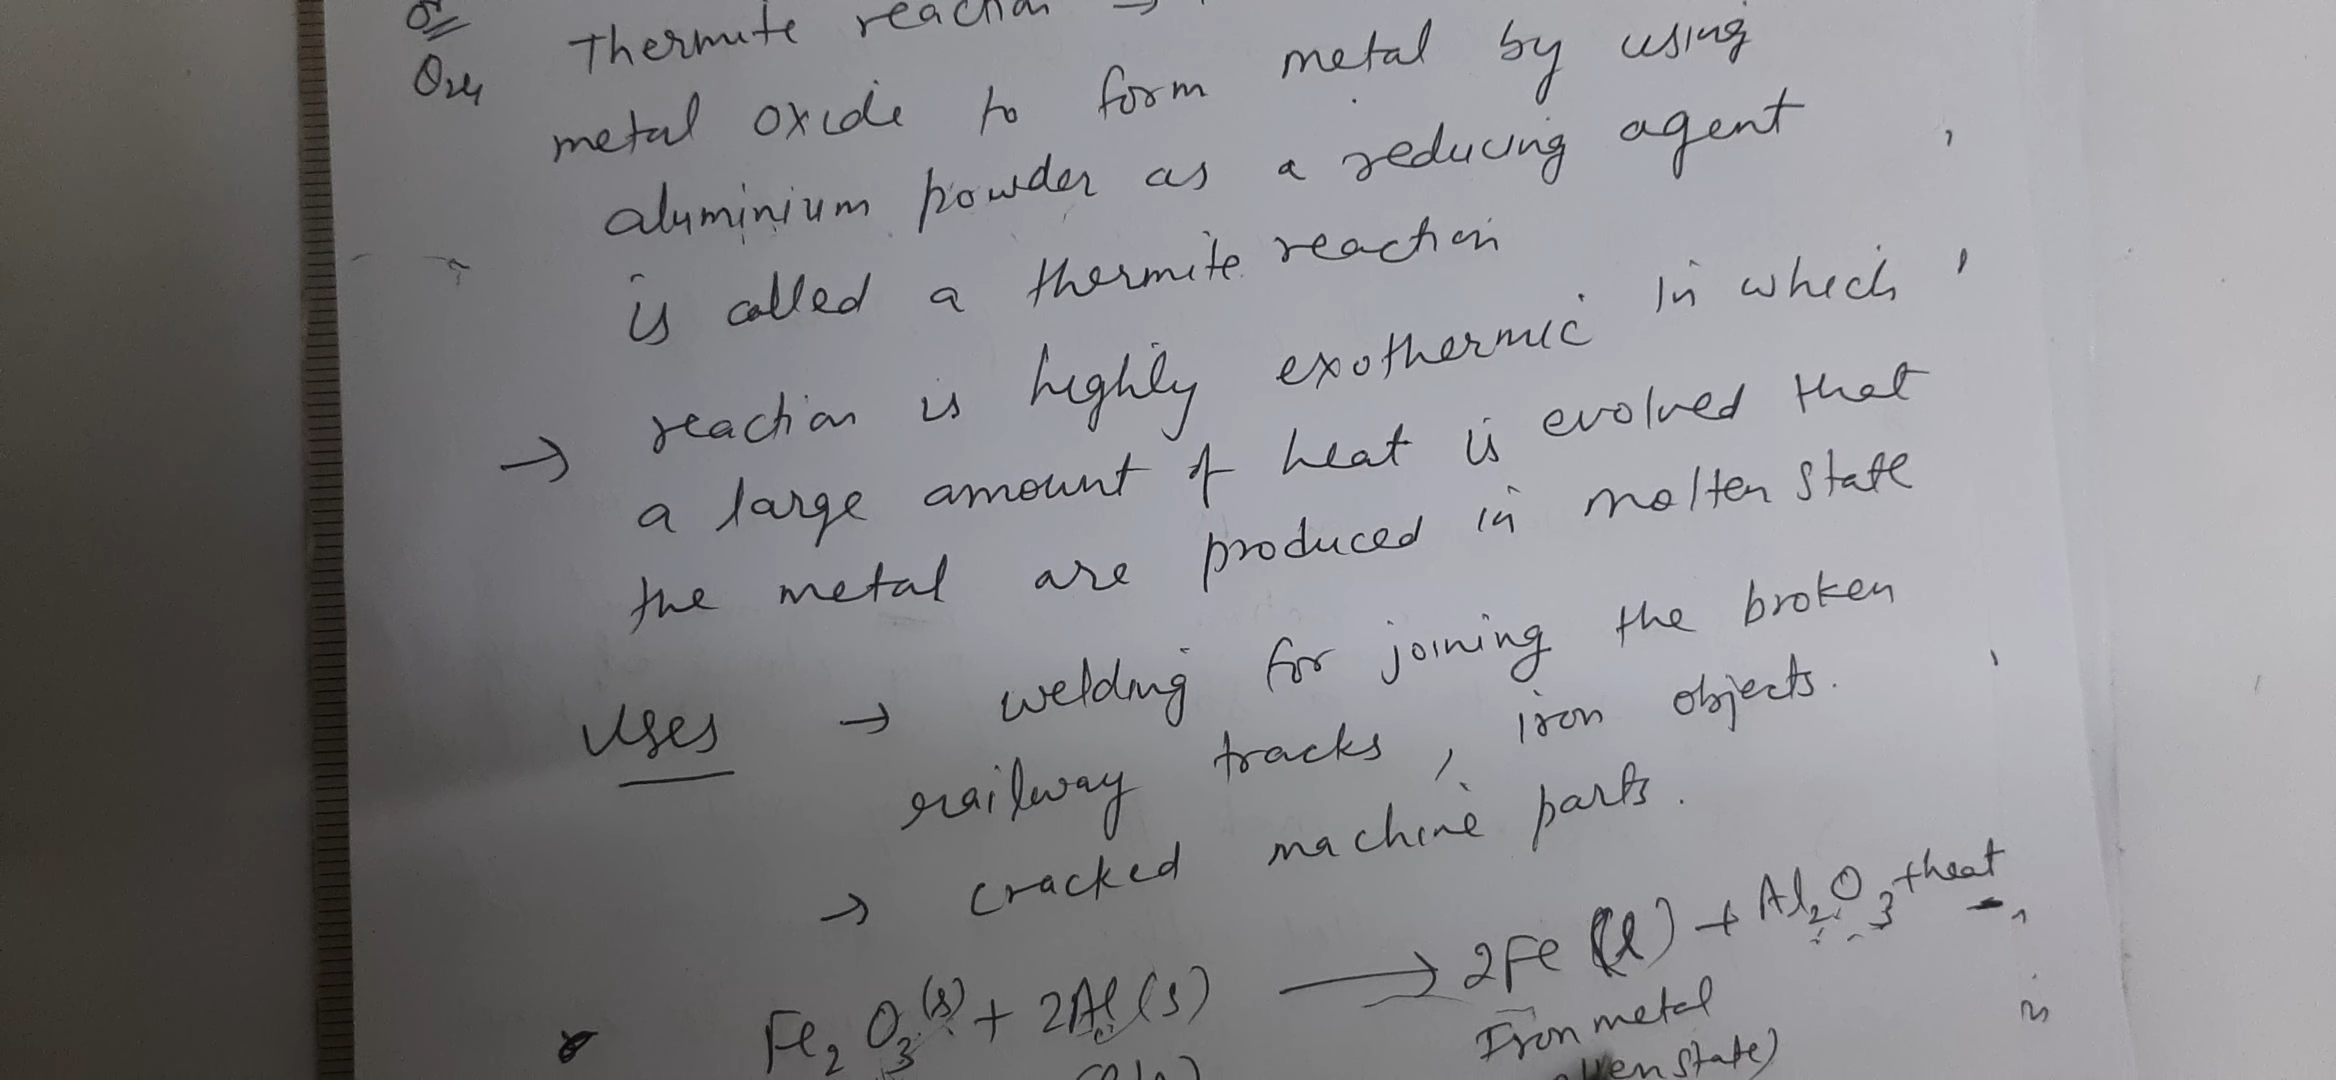 Thermite reaction →
metal oxide to form metal by using
aluminium powder as a reducing agent
is called a thermite reaction
→ reaction is highly exothermic in which
a large amount of heat is evolved that
the metal are produced in molten state
Uses → welding for joining the broken
railway tracks, iron objects.
→ cracked machine parts.
Fe₂O₃(s) + 2Al(s) → 2Fe(l) + Al₂O₃ + heat
Iron metal
state)